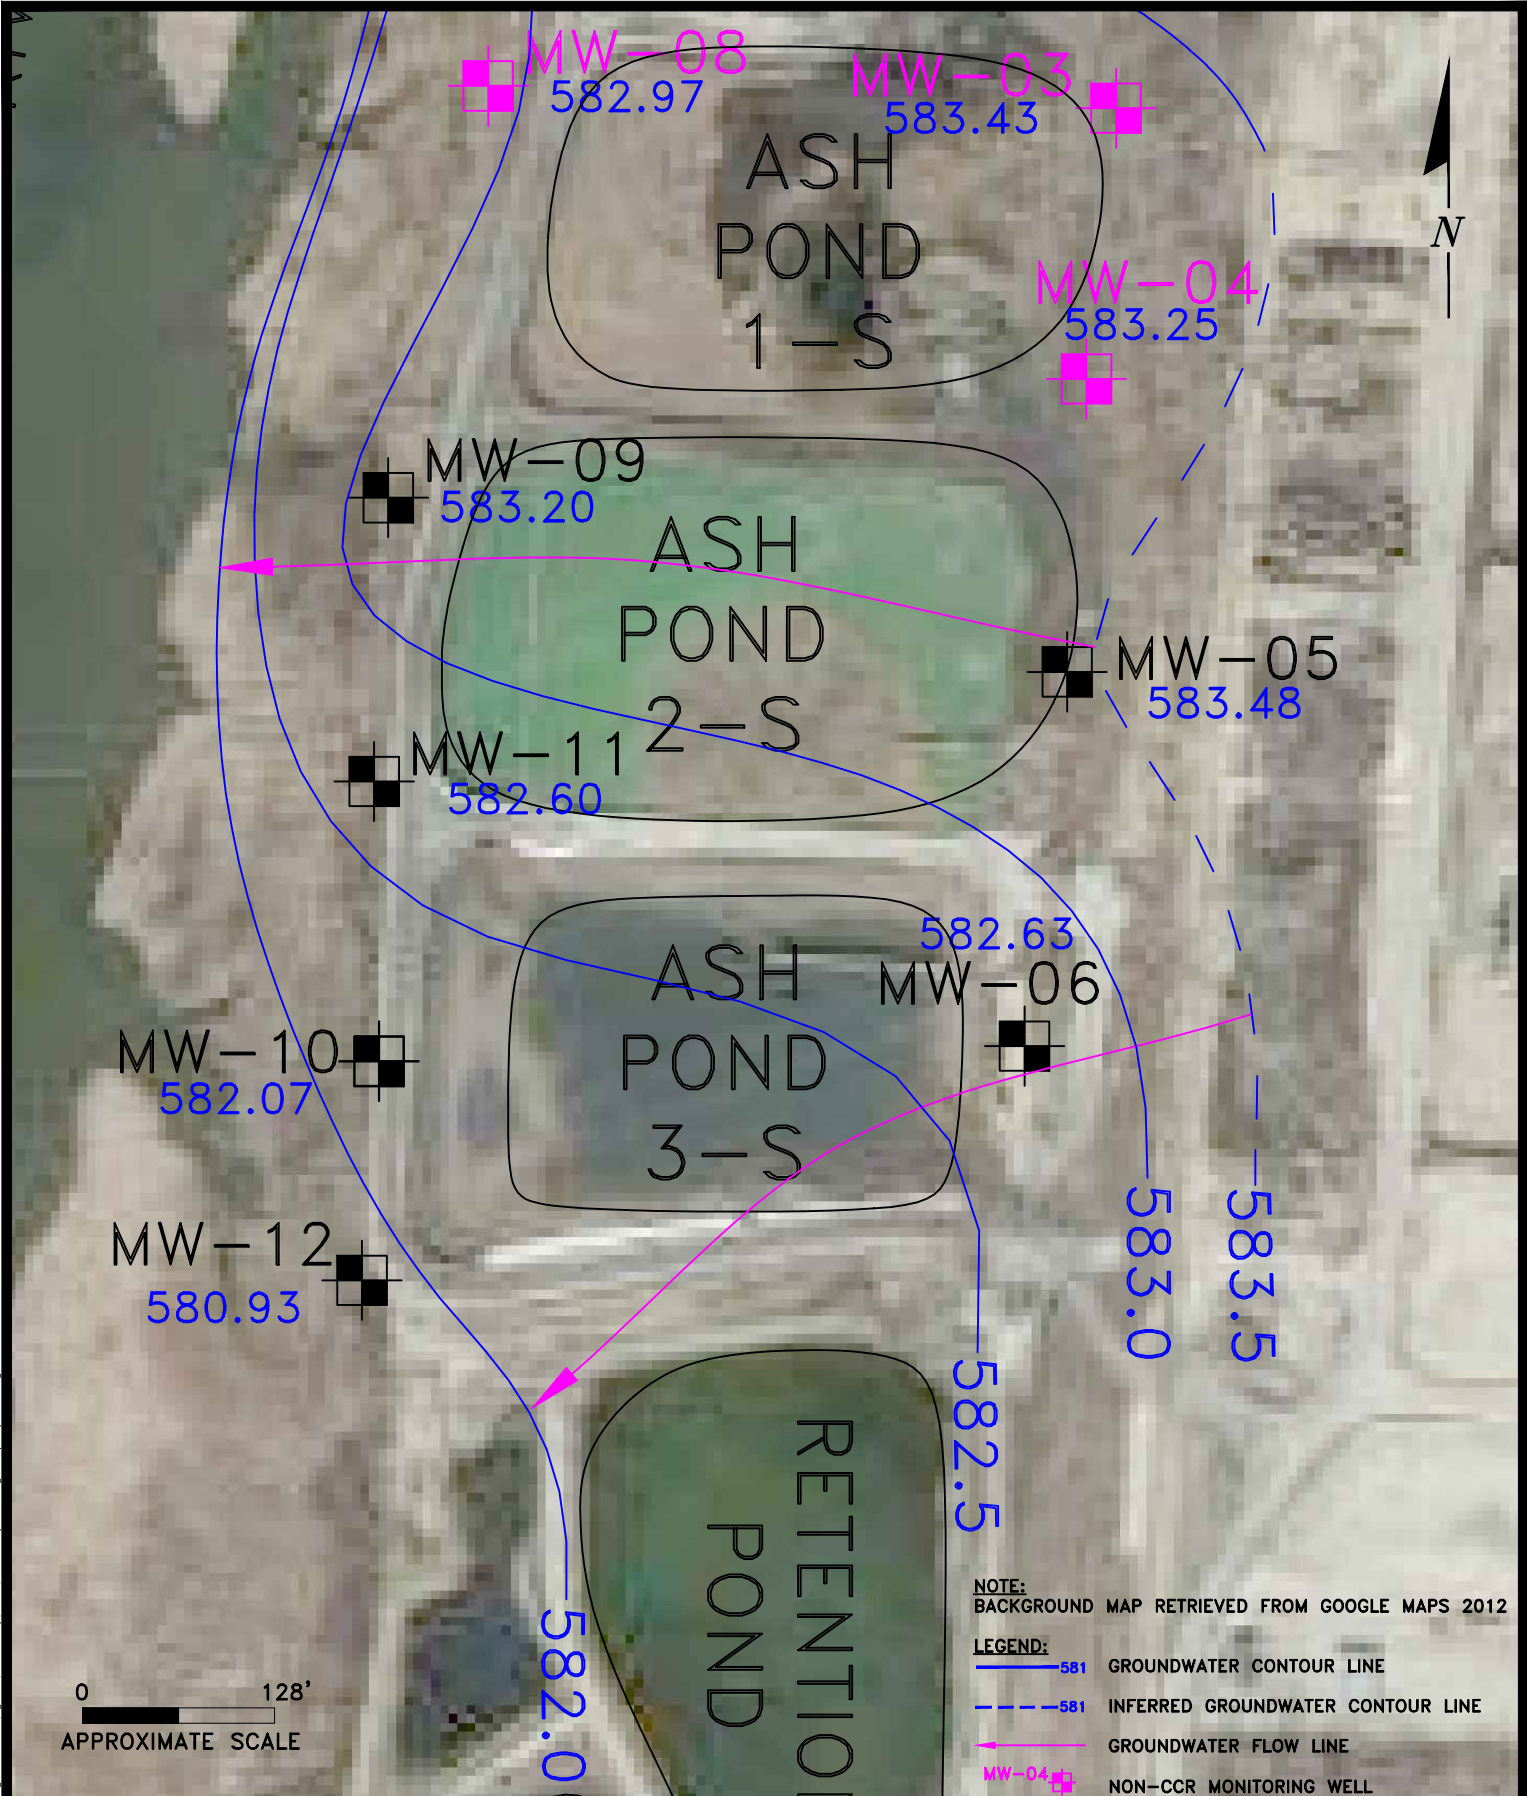 MW-08
582.97
MW-03
583.43
ASH
POND
1-S
N
MW-04
583.25
MW-09
583.20
ASH
POND
2-S
MW-05
583.48
MW-11
582.60
582.63
MW-06
ASH
POND
3-S
MW-10
582.07
MW-12
580.93
583.0
583.5
582.5
582.0
RETENTION
POND
0 128'
APPROXIMATE SCALE
NOTE:
BACKGROUND MAP RETRIEVED FROM GOOGLE MAPS 2012
LEGEND:
581 GROUNDWATER CONTOUR LINE
581 INFERRED GROUNDWATER CONTOUR LINE
GROUNDWATER FLOW LINE
MW-04 NON-CCR MONITORING WELL